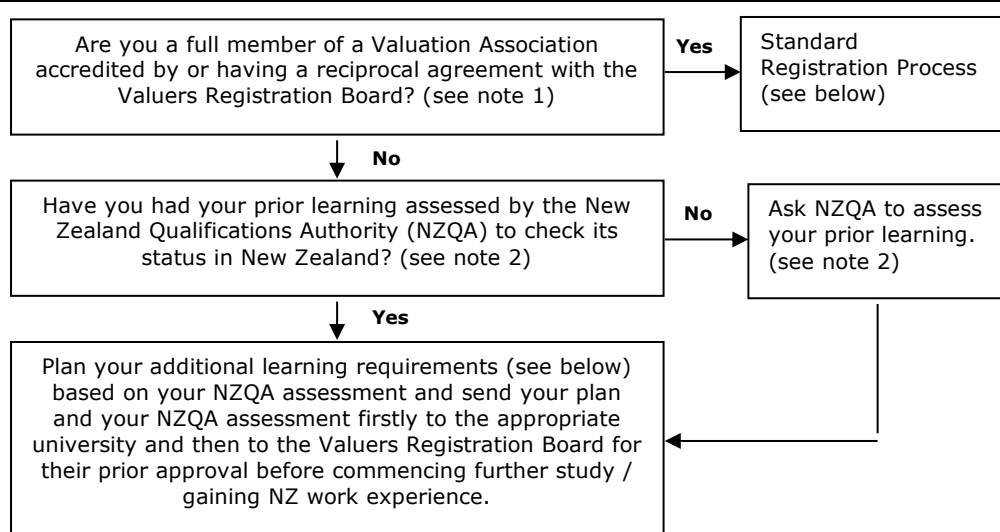 Are you a full member of a Valuation Association
accredited by or having a reciprocal agreement with the
Valuers Registration Board? (see note 1)
Yes
Standard
Registration Process
(see below)
No
Have you had your prior learning assessed by the New
Zealand Qualifications Authority (NZQA) to check its
status in New Zealand? (see note 2)
No
Ask NZQA to assess
your prior learning.
(see note 2)
Yes
Plan your additional learning requirements (see below)
based on your NZQA assessment and send your plan
and your NZQA assessment firstly to the appropriate
university and then to the Valuers Registration Board for
their prior approval before commencing further study /
gaining NZ work experience.